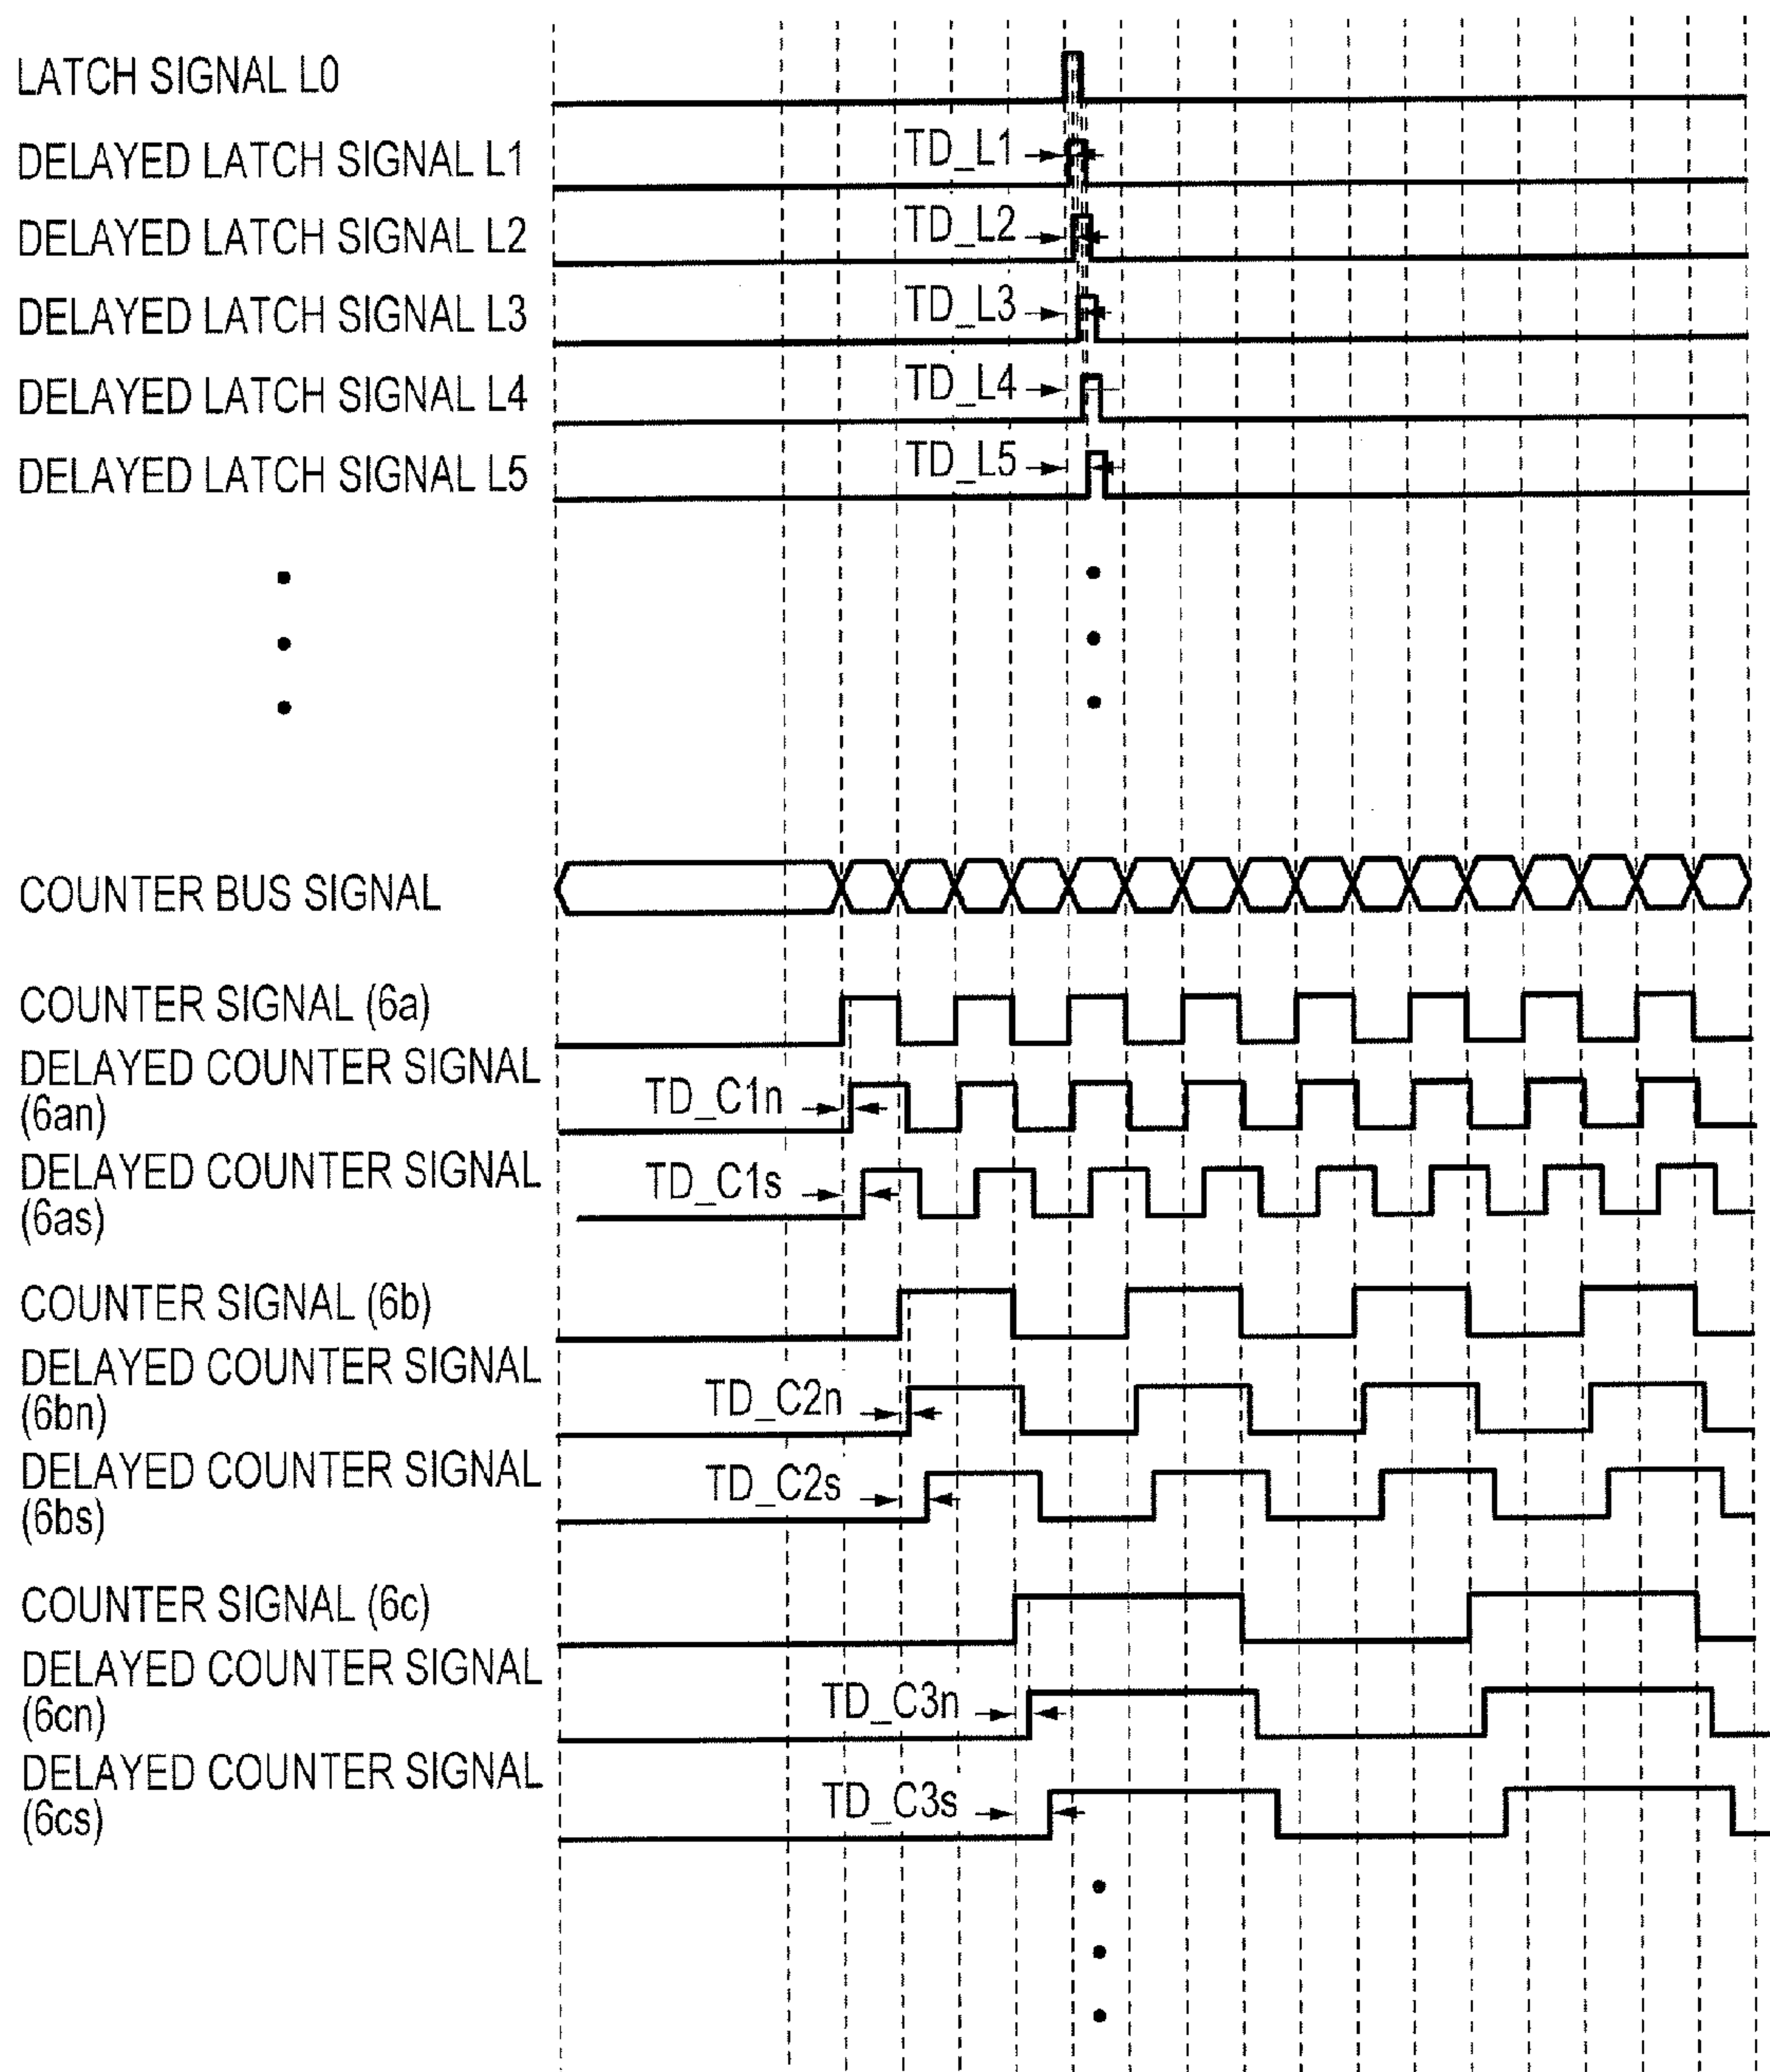 LATCH SIGNAL L0
DELAYED LATCH SIGNAL L1
TD_L1
DELAYED LATCH SIGNAL L2
TD_L2
DELAYED LATCH SIGNAL L3
TD_L3
DELAYED LATCH SIGNAL L4
TD_L4
DELAYED LATCH SIGNAL L5
TD_L5
COUNTER BUS SIGNAL
COUNTER SIGNAL (6a)
DELAYED COUNTER SIGNAL
(6an)
TD_C1n
DELAYED COUNTER SIGNAL
(6as)
TD_C1s
COUNTER SIGNAL (6b)
DELAYED COUNTER SIGNAL
(6bn)
TD_C2n
DELAYED COUNTER SIGNAL
(6bs)
TD_C2s
COUNTER SIGNAL (6c)
DELAYED COUNTER SIGNAL
(6cn)
TD_C3n
DELAYED COUNTER SIGNAL
(6cs)
TD_C3s